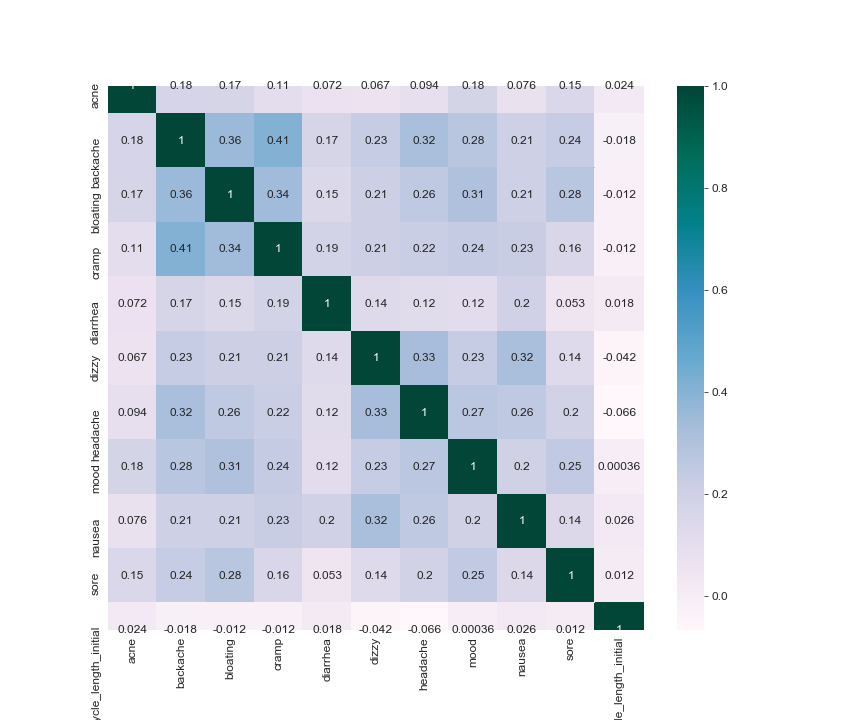 acne 1 0.18 0.17 0.11 0.072 0.067 0.094 0.18 0.076 0.15 0.024
backache 0.18 1 0.36 0.41 0.17 0.23 0.32 0.28 0.21 0.24 -0.018
bloating 0.17 0.36 1 0.34 0.15 0.21 0.26 0.31 0.21 0.28 -0.012
cramp 0.11 0.41 0.34 1 0.19 0.21 0.22 0.24 0.23 0.16 -0.012
diarrhea 0.072 0.17 0.15 0.19 1 0.14 0.12 0.12 0.2 0.053 0.018
dizzy 0.067 0.23 0.21 0.21 0.14 1 0.33 0.23 0.32 0.14 -0.042
headache 0.094 0.32 0.26 0.22 0.12 0.33 1 0.27 0.26 0.2 -0.066
mood 0.18 0.28 0.31 0.24 0.12 0.23 0.27 1 0.2 0.25 0.00036
nausea 0.076 0.21 0.21 0.23 0.2 0.32 0.26 0.2 1 0.14 0.026
sore 0.15 0.24 0.28 0.16 0.053 0.14 0.2 0.25 0.14 1 0.012
ycle_length_initial 0.024 -0.018 -0.012 -0.012 0.018 -0.042 -0.066 0.00036 0.026 0.012 1
acne backache bloating cramp diarrhea dizzy headache mood nausea sore le_length_initial
1.0
0.8
0.6
0.4
0.2
0.0